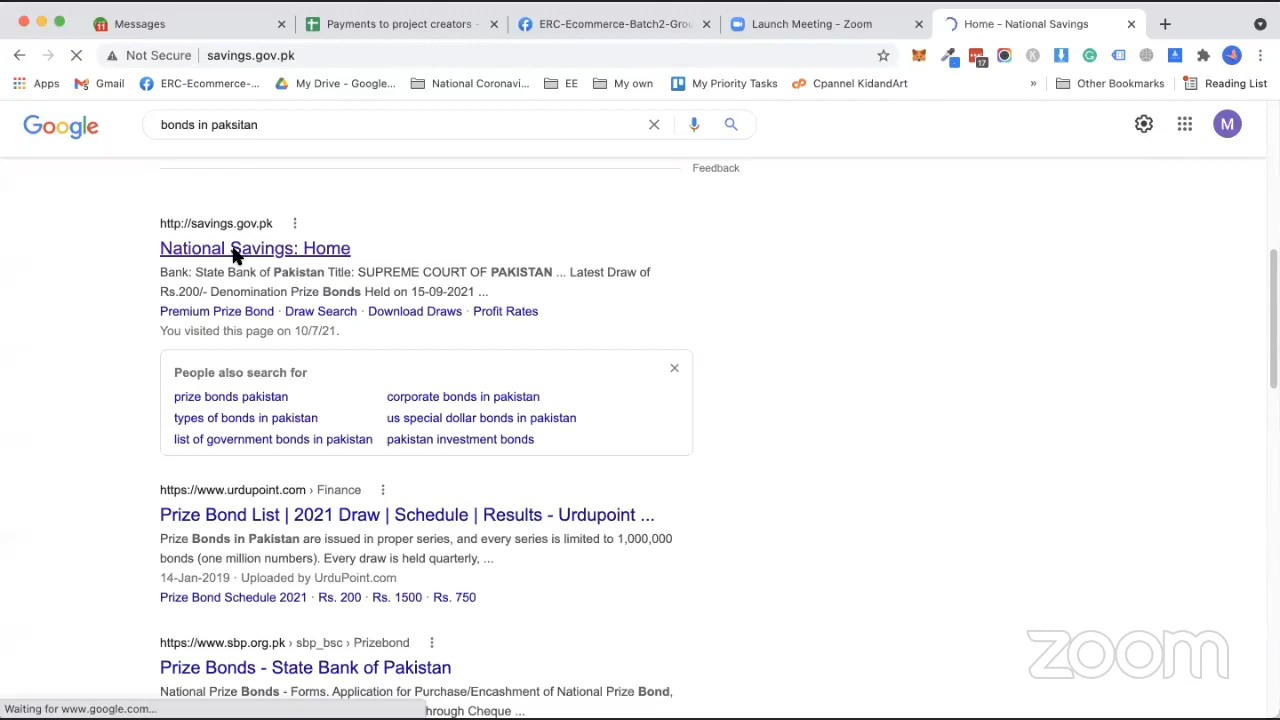 Messages
Payments to project creators -
ERC-Ecommerce-Batch2-Grou
Launch Meeting - Zoom
Home - National Savings
Not Secure
savings.gov.pk
17
Apps
Gmail
ERC-Ecommerce-...
My Drive - Google...
National Coronavi...
EE
My own
My Priority Tasks
Cpannel KidandArt
»
Other Bookmarks
Reading List
Google
bonds in paksitan
M
Feedback
http://savings.gov.pk
National Savings: Home
Bank: State Bank of Pakistan Title: SUPREME COURT OF PAKISTAN ... Latest Draw of
Rs.200/- Denomination Prize Bonds Held on 15-09-2021 ...
Premium Prize Bond · Draw Search · Download Draws · Profit Rates
You visited this page on 10/7/21.
People also search for
prize bonds pakistan
corporate bonds in pakistan
types of bonds in pakistan
us special dollar bonds in pakistan
list of government bonds in pakistan
pakistan investment bonds
https://www.urdupoint.com › Finance
Prize Bond List | 2021 Draw | Schedule | Results - Urdupoint ...
Prize Bonds in Pakistan are issued in proper series, and every series is limited to 1,000,000
bonds (one million numbers). Every draw is held quarterly, ...
14-Jan-2019 · Uploaded by UrduPoint.com
Prize Bond Schedule 2021 · Rs. 200 · Rs. 1500 · Rs. 750
https://www.sbp.org.pk › sbp_bsc › Prizebond
Prize Bonds - State Bank of Pakistan
National Prize Bonds - Forms. Application for Purchase/Encashment of National Prize Bond,
through Cheque ...
Waiting for www.google.com...
zoom